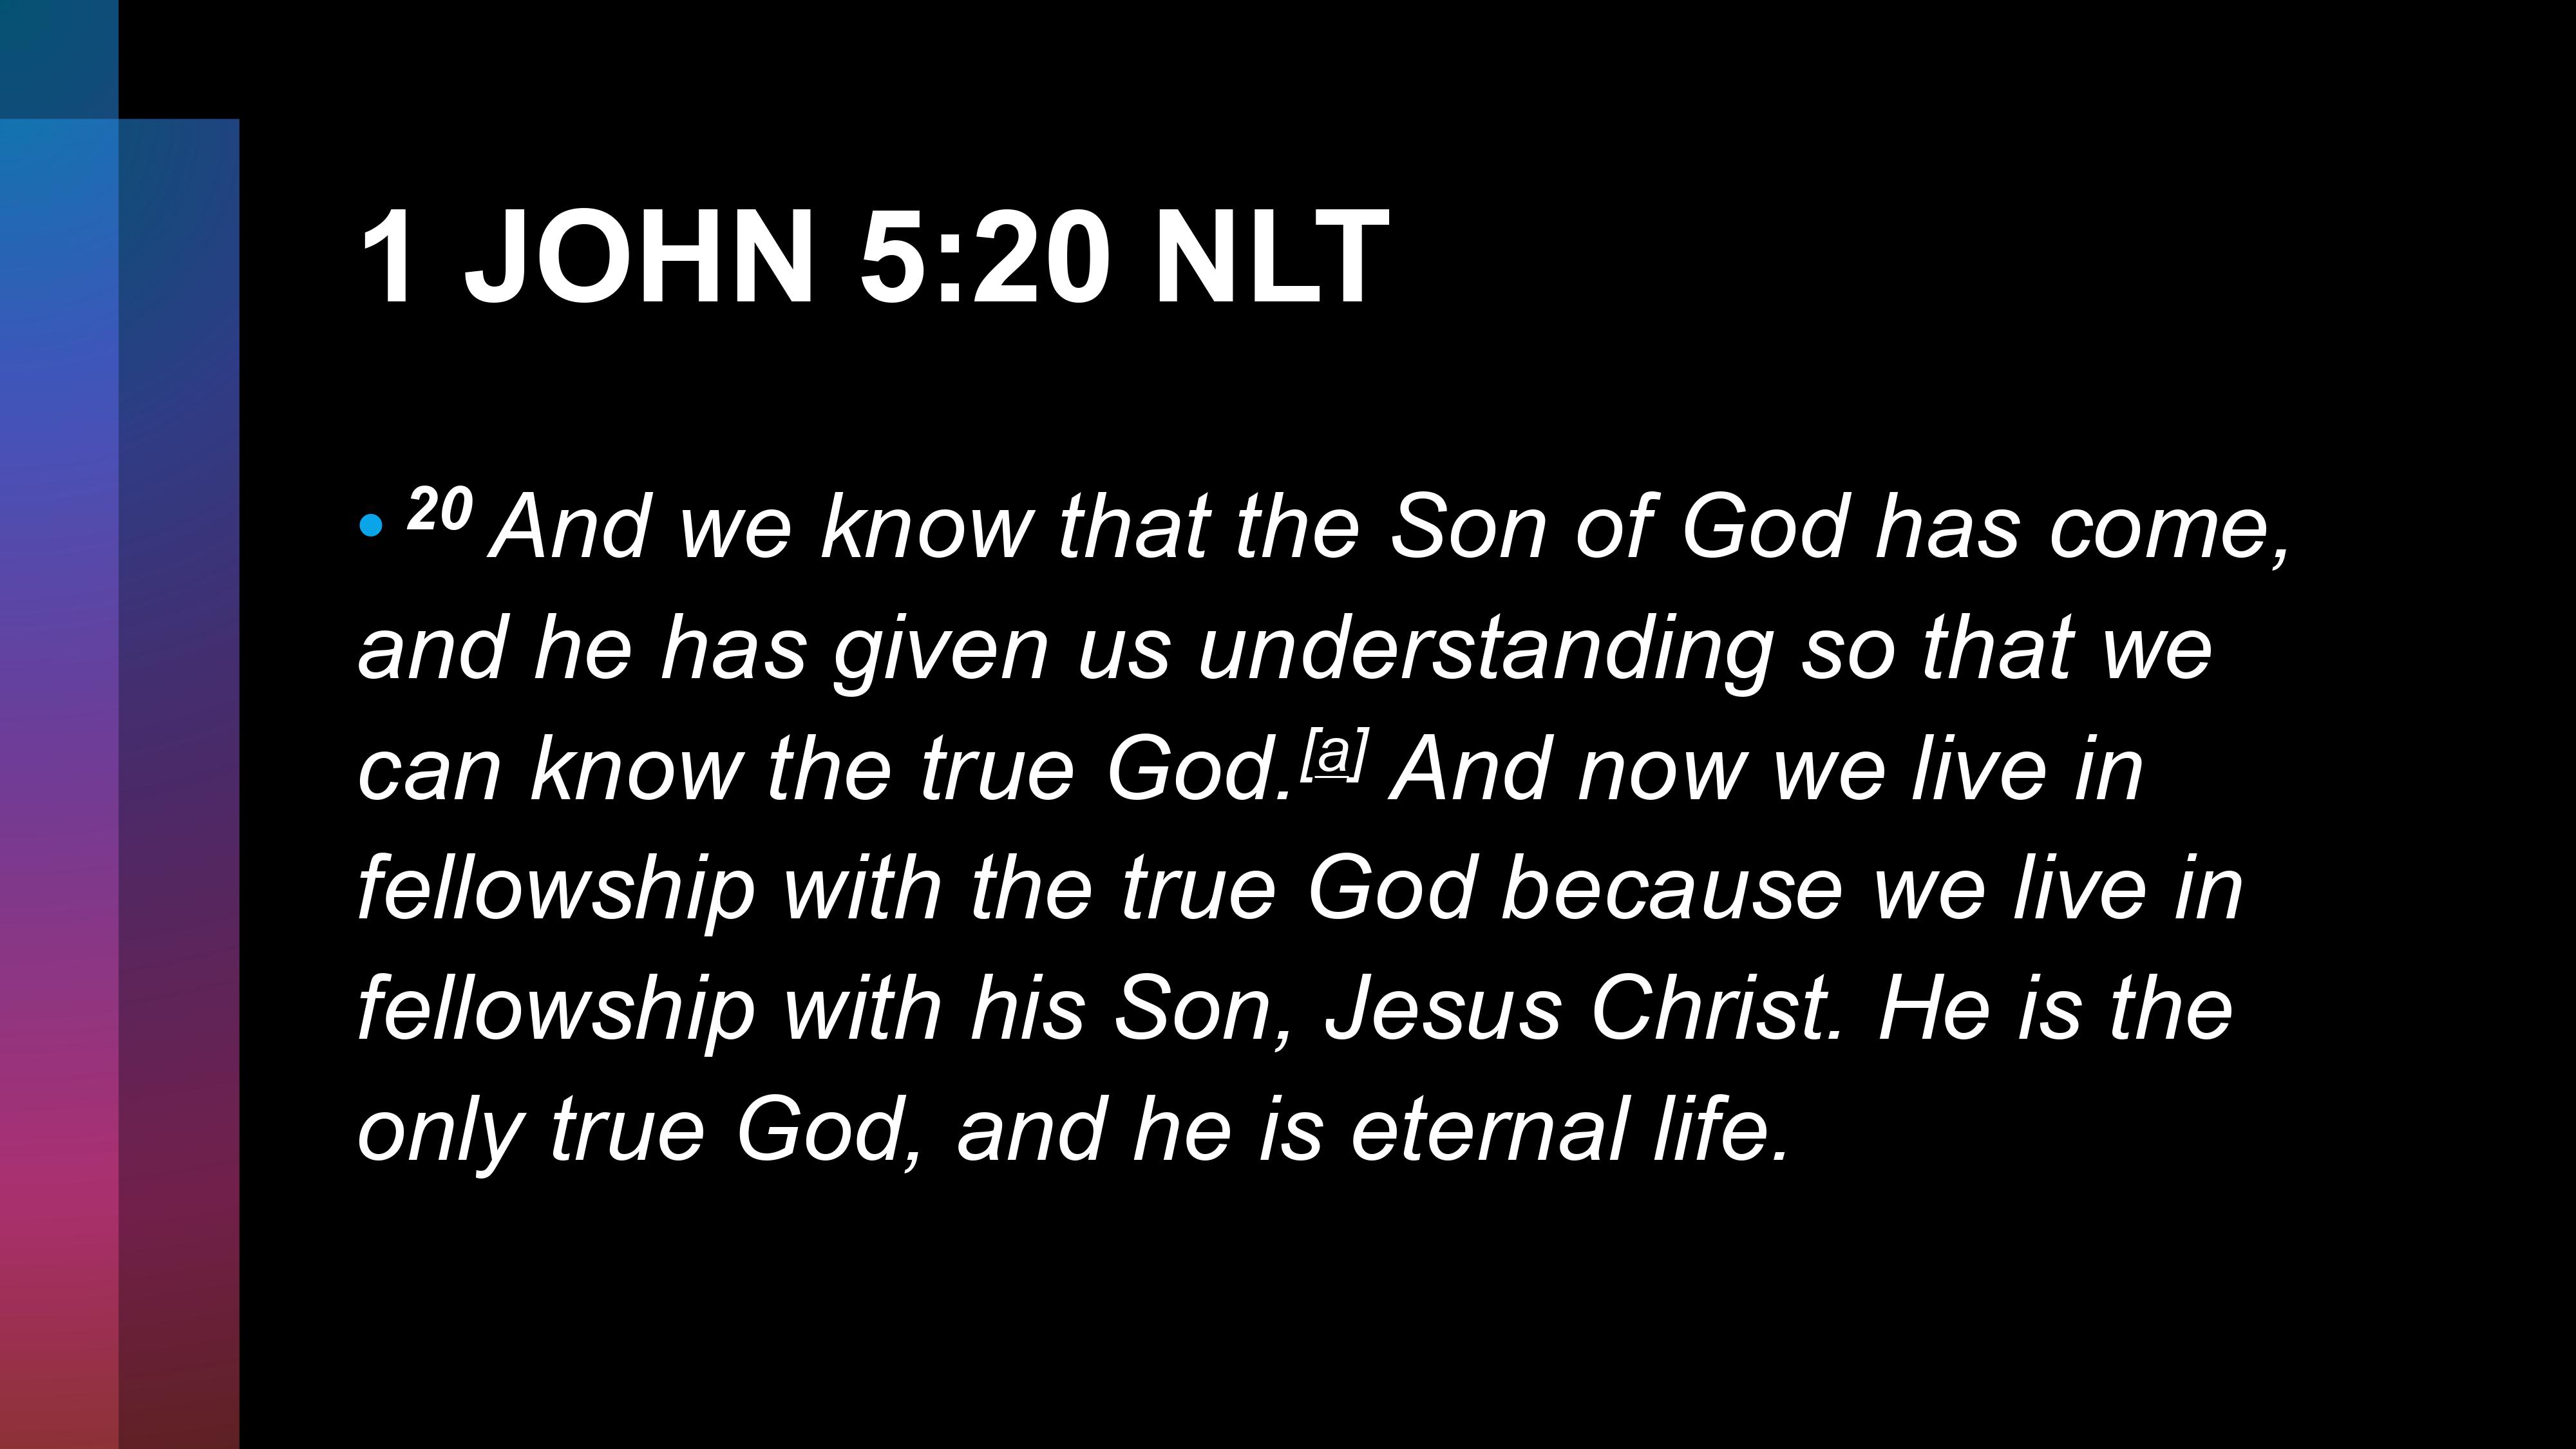 1 JOHN 5:20 NLT
• 20 And we know that the Son of God has come,
and he has given us understanding so that we
can know the true God.[a] And now we live in
fellowship with the true God because we live in
fellowship with his Son, Jesus Christ. He is the
only true God, and he is eternal life.